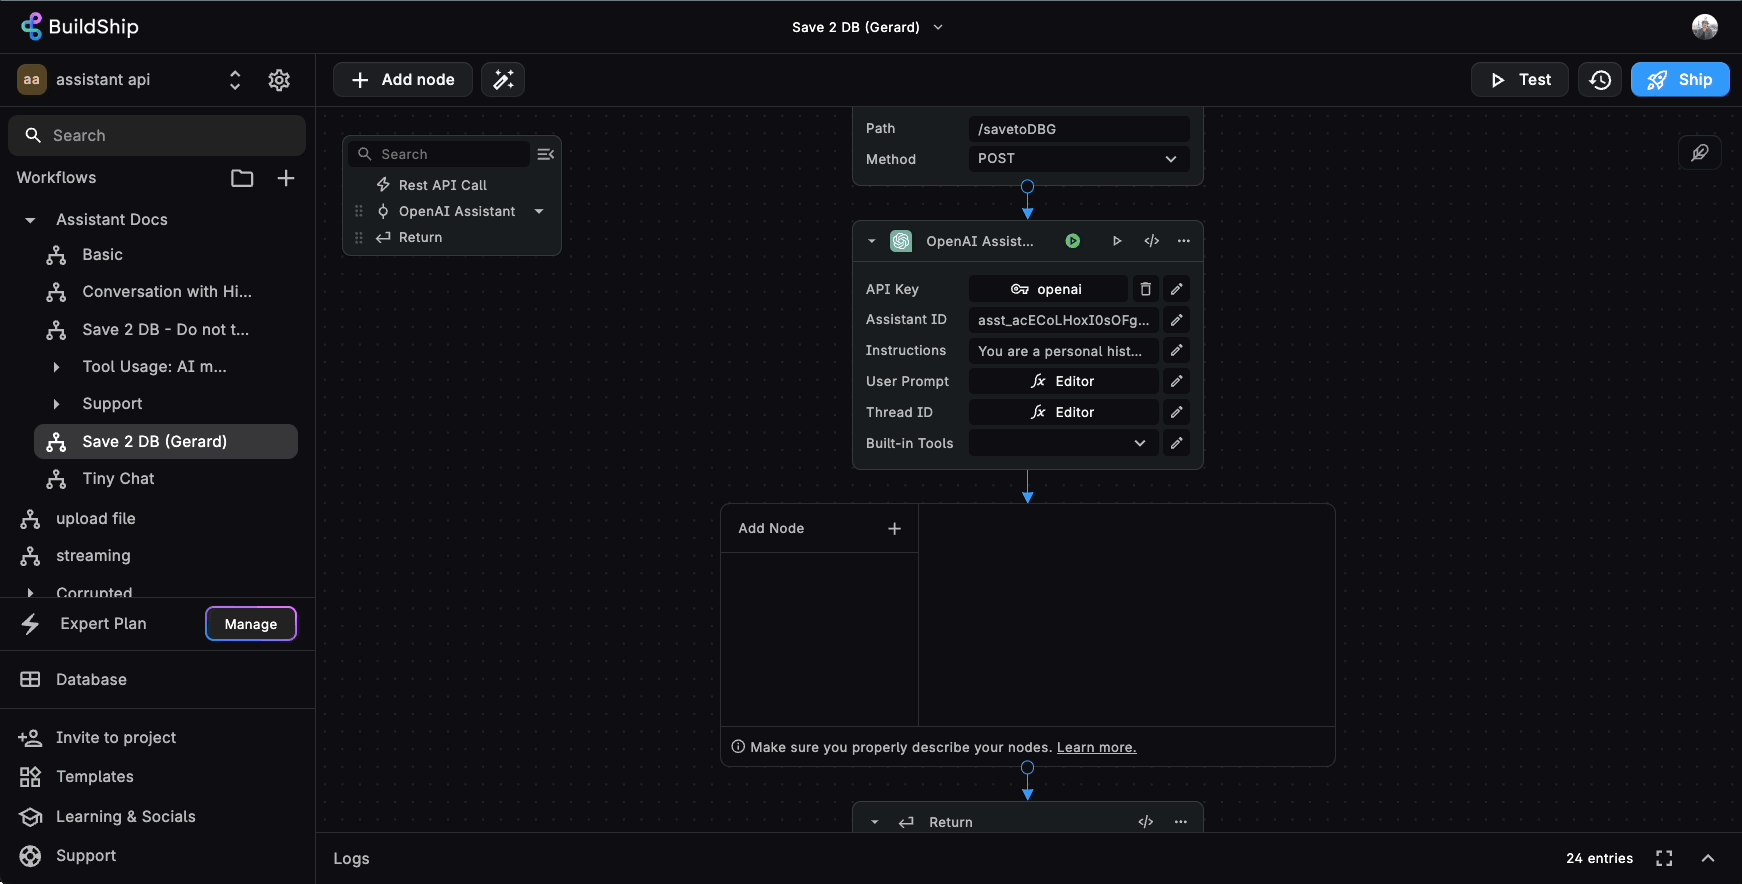 BuildShip
Save 2 DB (Gerard)
aa
assistant api
Add node
Test
Ship
Search
Workflows
Assistant Docs
Basic
Conversation with Hi...
Save 2 DB - Do not t...
Tool Usage: AI m...
Support
Save 2 DB (Gerard)
Tiny Chat
upload file
streaming
Corrupted
Expert Plan
Manage
Database
Invite to project
Templates
Learning & Socials
Support
Search
Rest API Call
OpenAI Assistant
Return
Path
/savetoDBG
Method
POST
OpenAI Assist...
API Key
openai
Assistant ID
asst_acECoLHoxI0sOFg...
Instructions
You are a personal hist...
User Prompt
fx Editor
Thread ID
fx Editor
Built-in Tools
Add Node
Make sure you properly describe your nodes. Learn more.
Return
Logs
24 entries